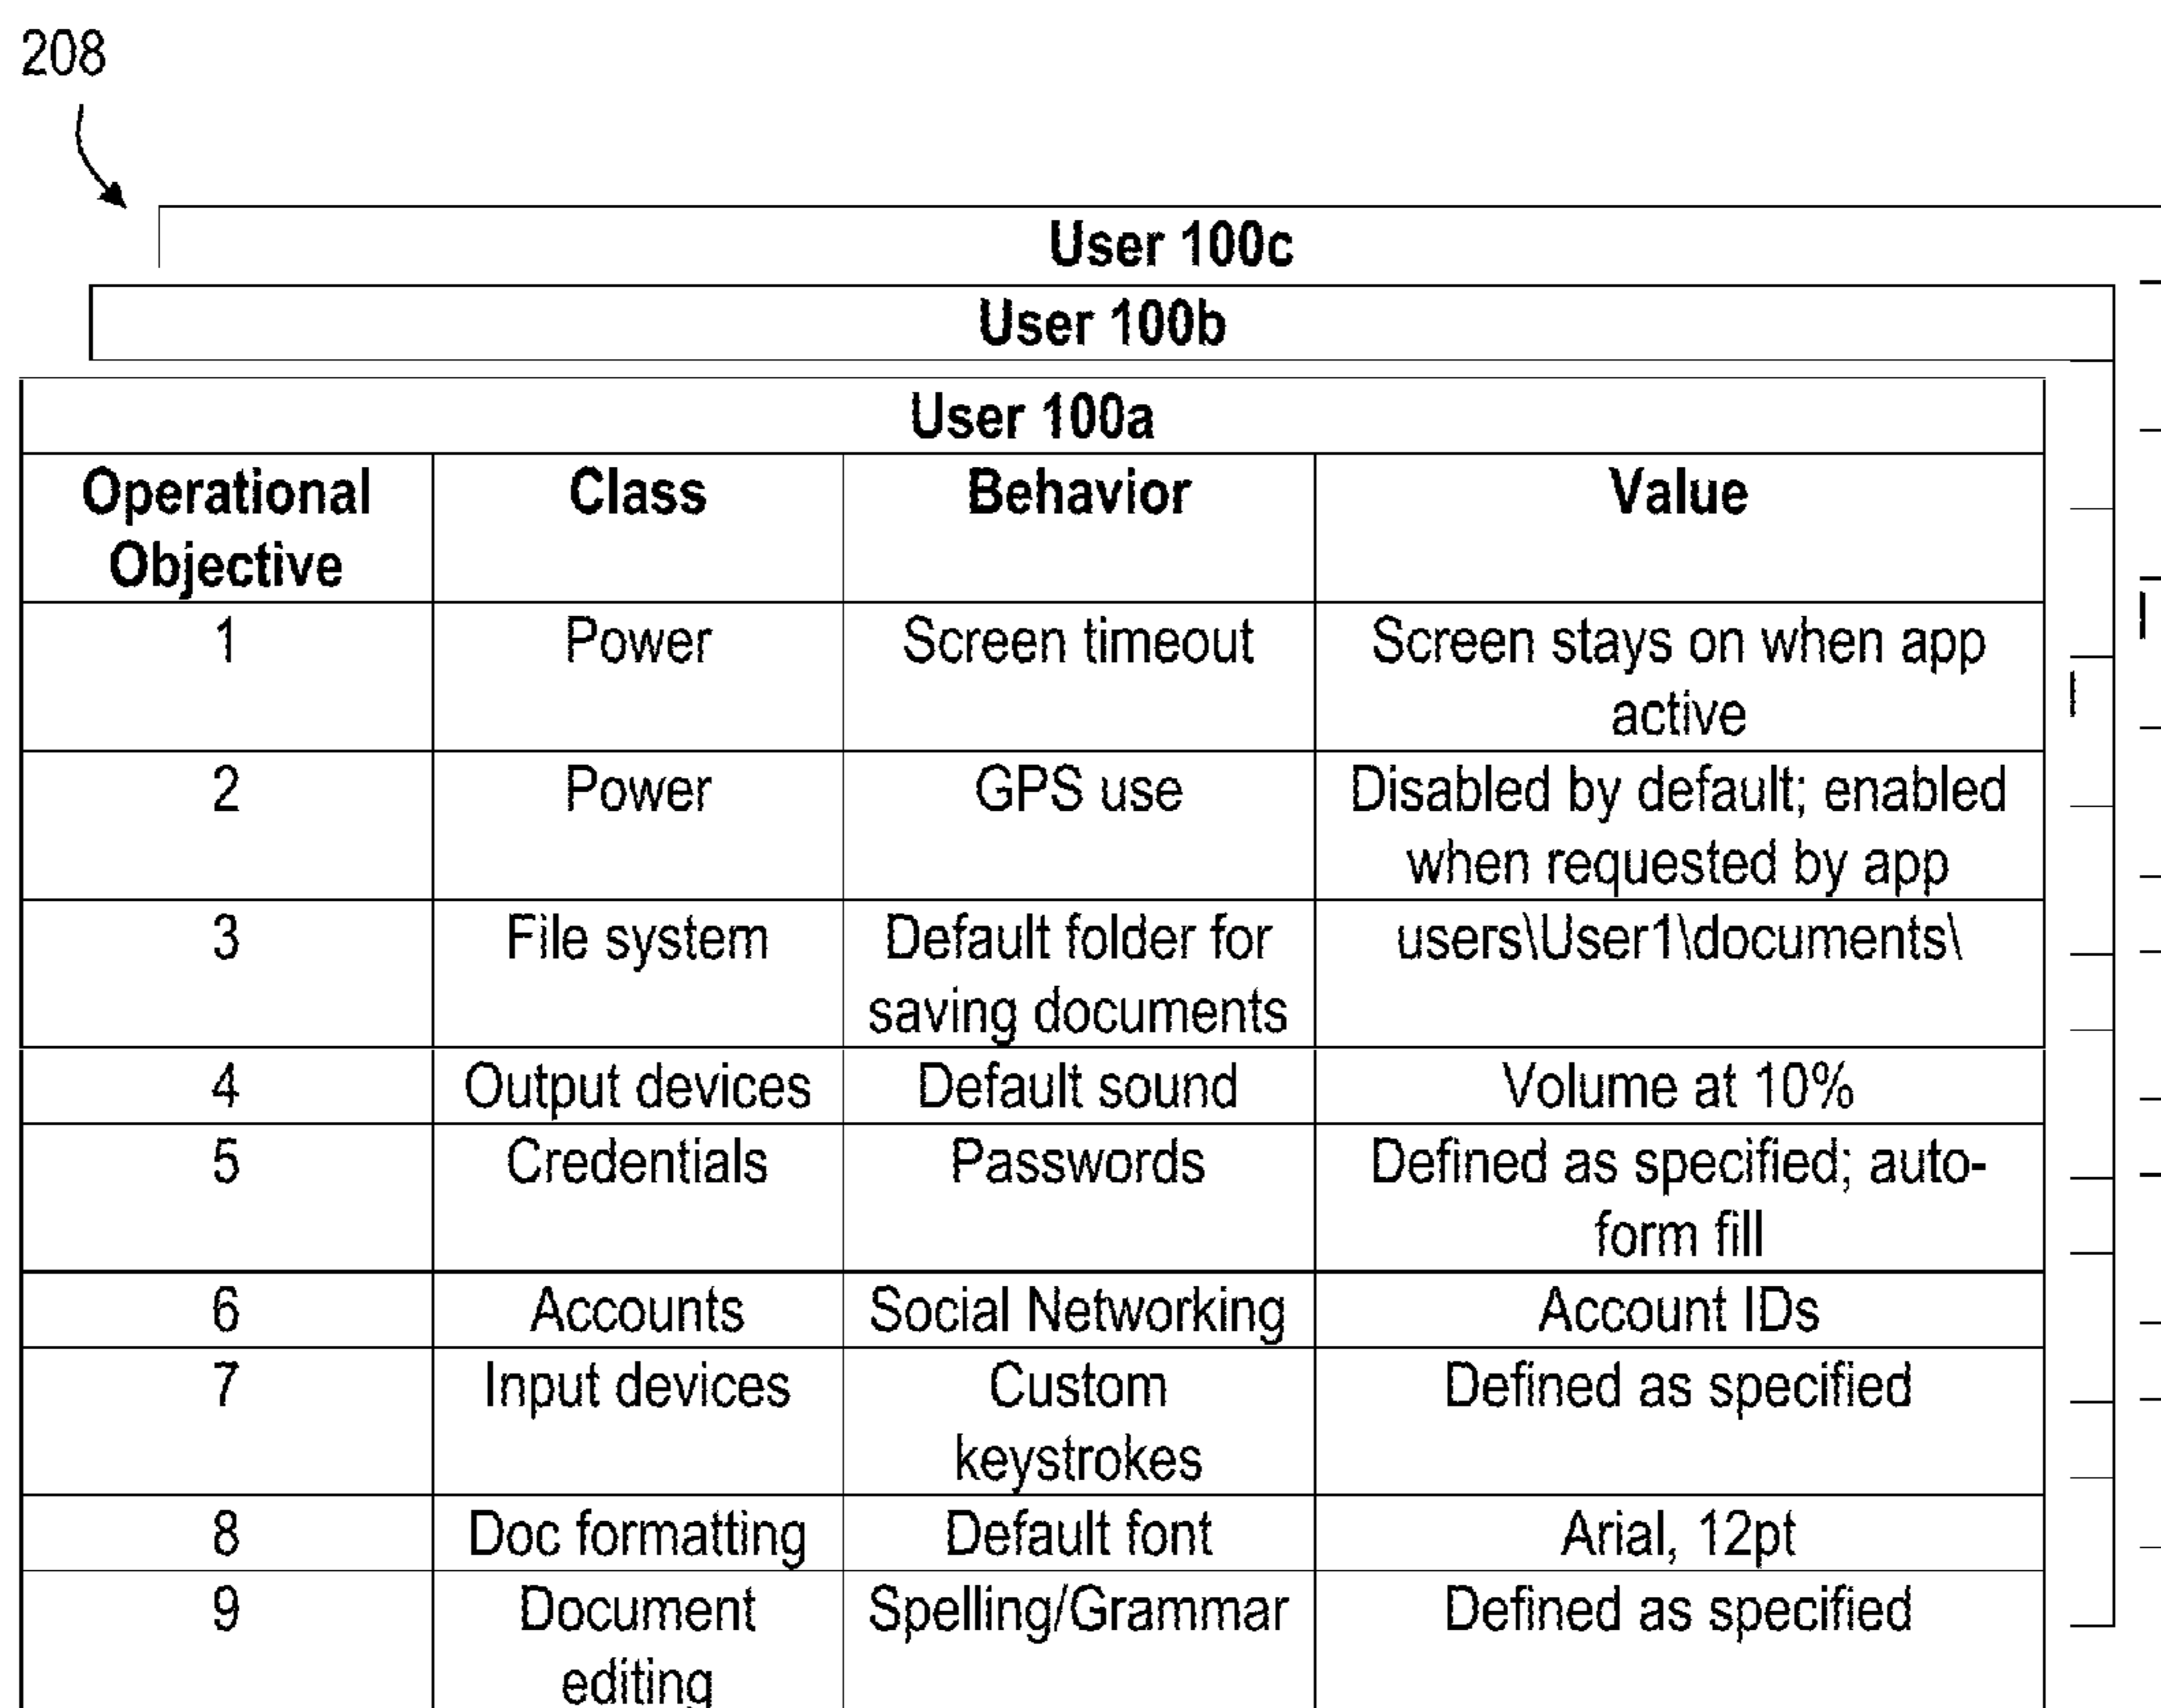 208
User 100c
User 100b
User 100a
Operational Objective Class Behavior Value
1 Power Screen timeout Screen stays on when app active
2 Power GPS use Disabled by default; enabled when requested by app
3 File system Default folder for saving documents users\User1\documents\
4 Output devices Default sound Volume at 10%
5 Credentials Passwords Defined as specified; auto-form fill
6 Accounts Social Networking Account IDs
7 Input devices Custom keystrokes Defined as specified
8 Doc formatting Default font Arial, 12pt
9 Document editing Spelling/Grammar Defined as specified